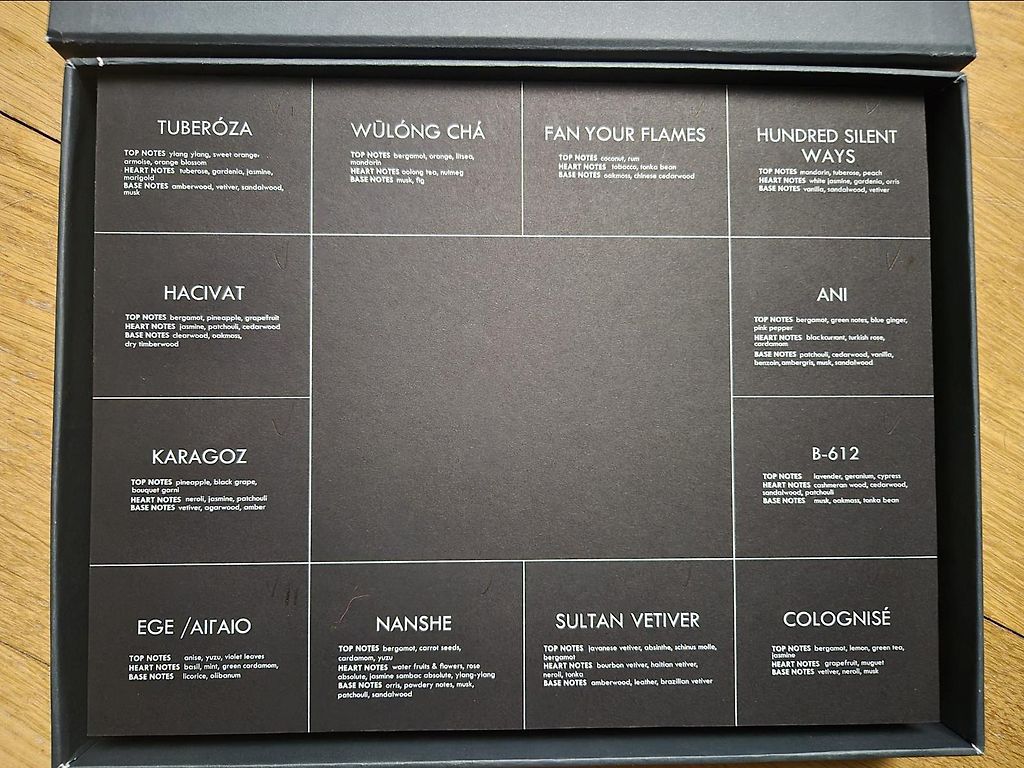 TUBERÓZA
TOP NOTES ylang ylang, sweet orange,
armoise, orange blossom
HEART NOTES tuberose, gardenia, jasmine,
marigold
BASE NOTES amberwood, vetiver, sandalwood,
musk
WŪLÓNG CHÁ
TOP NOTES bergamot, orange, litsea,
mandarin
HEART NOTES oolong tea, nutmeg
BASE NOTES musk, fig
FAN YOUR FLAMES
TOP NOTES coconut, rum
HEART NOTES tobacco, tonka bean
BASE NOTES oakmoss, chinese cedarwood
HUNDRED SILENT
WAYS
TOP NOTES mandarin, tuberose, peach
HEART NOTES white jasmine, gardenia, orris
BASE NOTES vanilla, sandalwood, vetiver
HACIVAT
TOP NOTES bergamot, pineapple, grapefruit
HEART NOTES jasmine, patchouli, cedarwood
BASE NOTES clearwood, oakmoss,
dry timberwood
ANI
TOP NOTES bergamot, green notes, blue ginger,
pink pepper
HEART NOTES blackcurrant, turkish rose,
cardamom
BASE NOTES patchouli, cedarwood, vanilla,
benzoin, ambergris, musk, sandalwood
KARAGOZ
TOP NOTES pineapple, black grape,
bouquet garni
HEART NOTES neroli, jasmine, patchouli
BASE NOTES vetiver, agarwood, amber
B-612
TOP NOTES lavender, geranium, cypress
HEART NOTES cashmeran wood, cedarwood,
sandalwood, patchouli
BASE NOTES musk, oakmoss, tonka bean
EGE /ΑΙΓΑΙΟ
TOP NOTES anise, yuzu, violet leaves
HEART NOTES basil, mint, green cardamom,
BASE NOTES licorice, olibanum
NANSHE
TOP NOTES bergamot, carrot seeds,
cardamom, yuzu
HEART NOTES water fruits & flowers, rose
absolute, jasmine sambac absolute, ylang-ylang
BASE NOTES orris, powdery notes, musk,
patchouli, sandalwood
SULTAN VETIVER
TOP NOTES javanese vetiver, absinthe, schinus molle,
bergamot
HEART NOTES bourbon vetiver, haitian vetiver,
neroli, tonka
BASE NOTES amberwood, leather, brazilian vetiver
COLOGNISÉ
TOP NOTES bergamot, lemon, green tea,
jasmine
HEART NOTES grapefruit, muguet
BASE NOTES vetiver, neroli, musk